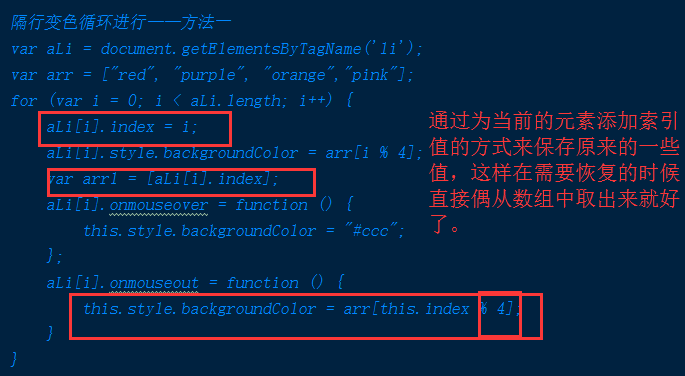 隔行变色循环进行——方法一
var aLi = document.getElementsByTagName('li');
var arr = ["red", "purple", "orange","pink"];
for (var i = 0; i < aLi.length; i++) {
aLi[i].index = i;
aLi[i].style.backgroundColor = arr[i % 4];
var arr1 = [aLi[i].index];
aLi[i].onmouseover = function () {
this.style.backgroundColor = "#ccc";
};
aLi[i].onmouseout = function () {
this.style.backgroundColor = arr[this.index % 4];
}
}
通过为当前的元素添加索引
值的方式来保存原来的一些
值，这样在需要恢复的时候
直接偶从数组中取出来就好
了。